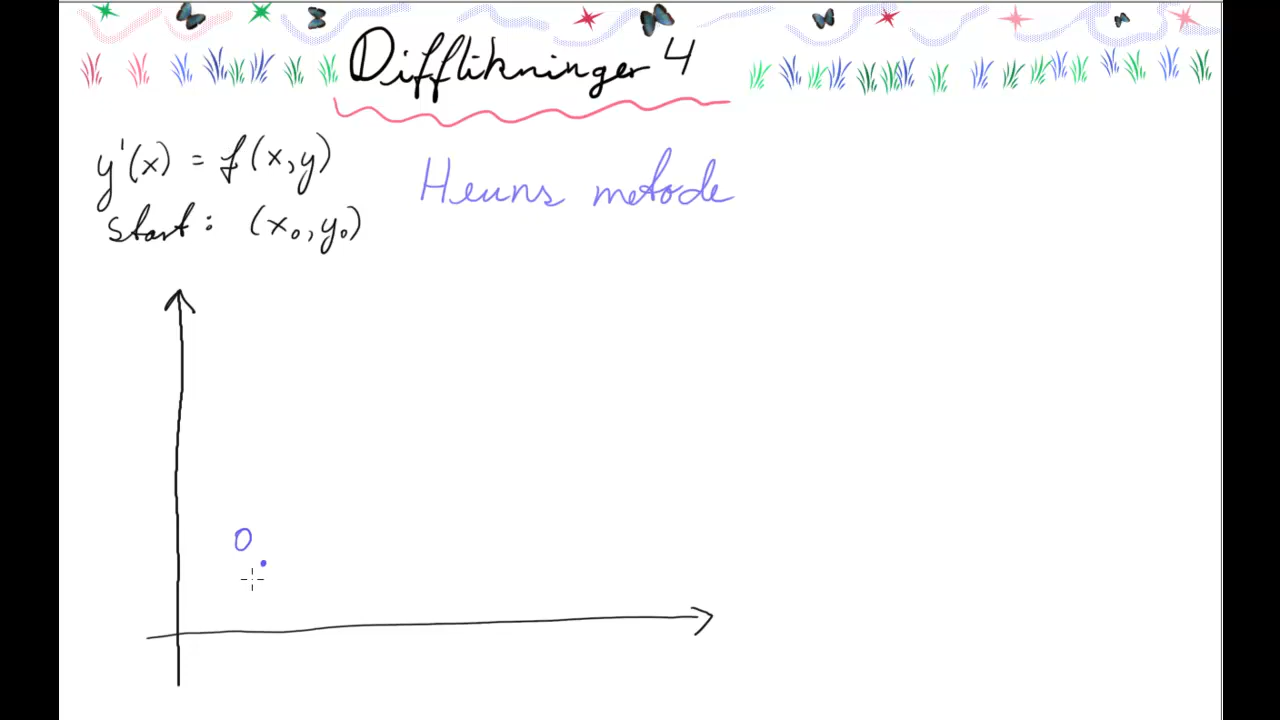 Difflikninger 4
y'(x) = f(x,y)
Heuns metode
start: (x₀,y₀)
0